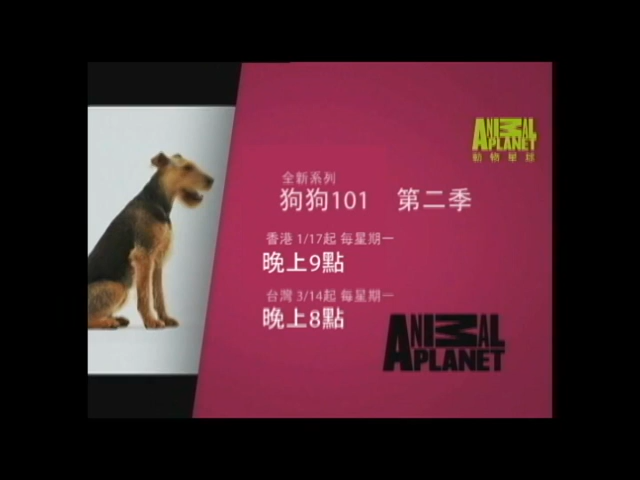 ANIMAL
PLANET
動物星球
全新系列
狗狗101 第二季
香港 1/17起 每星期一
晚上9點
台灣 3/14起 每星期一
晚上8點
ANIMAL
PLANET